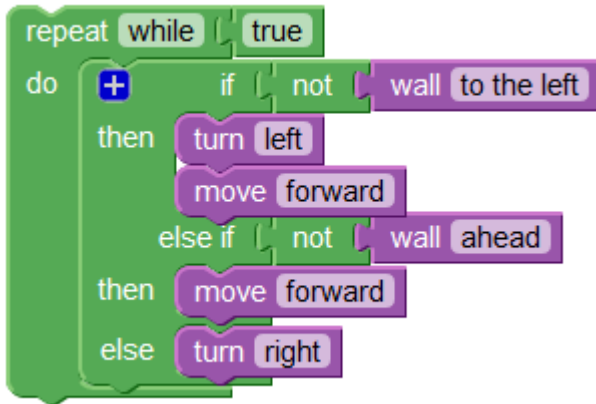 repeat while true
do if not wall to the left
then turn left
move forward
else if not wall ahead
then move forward
else turn right